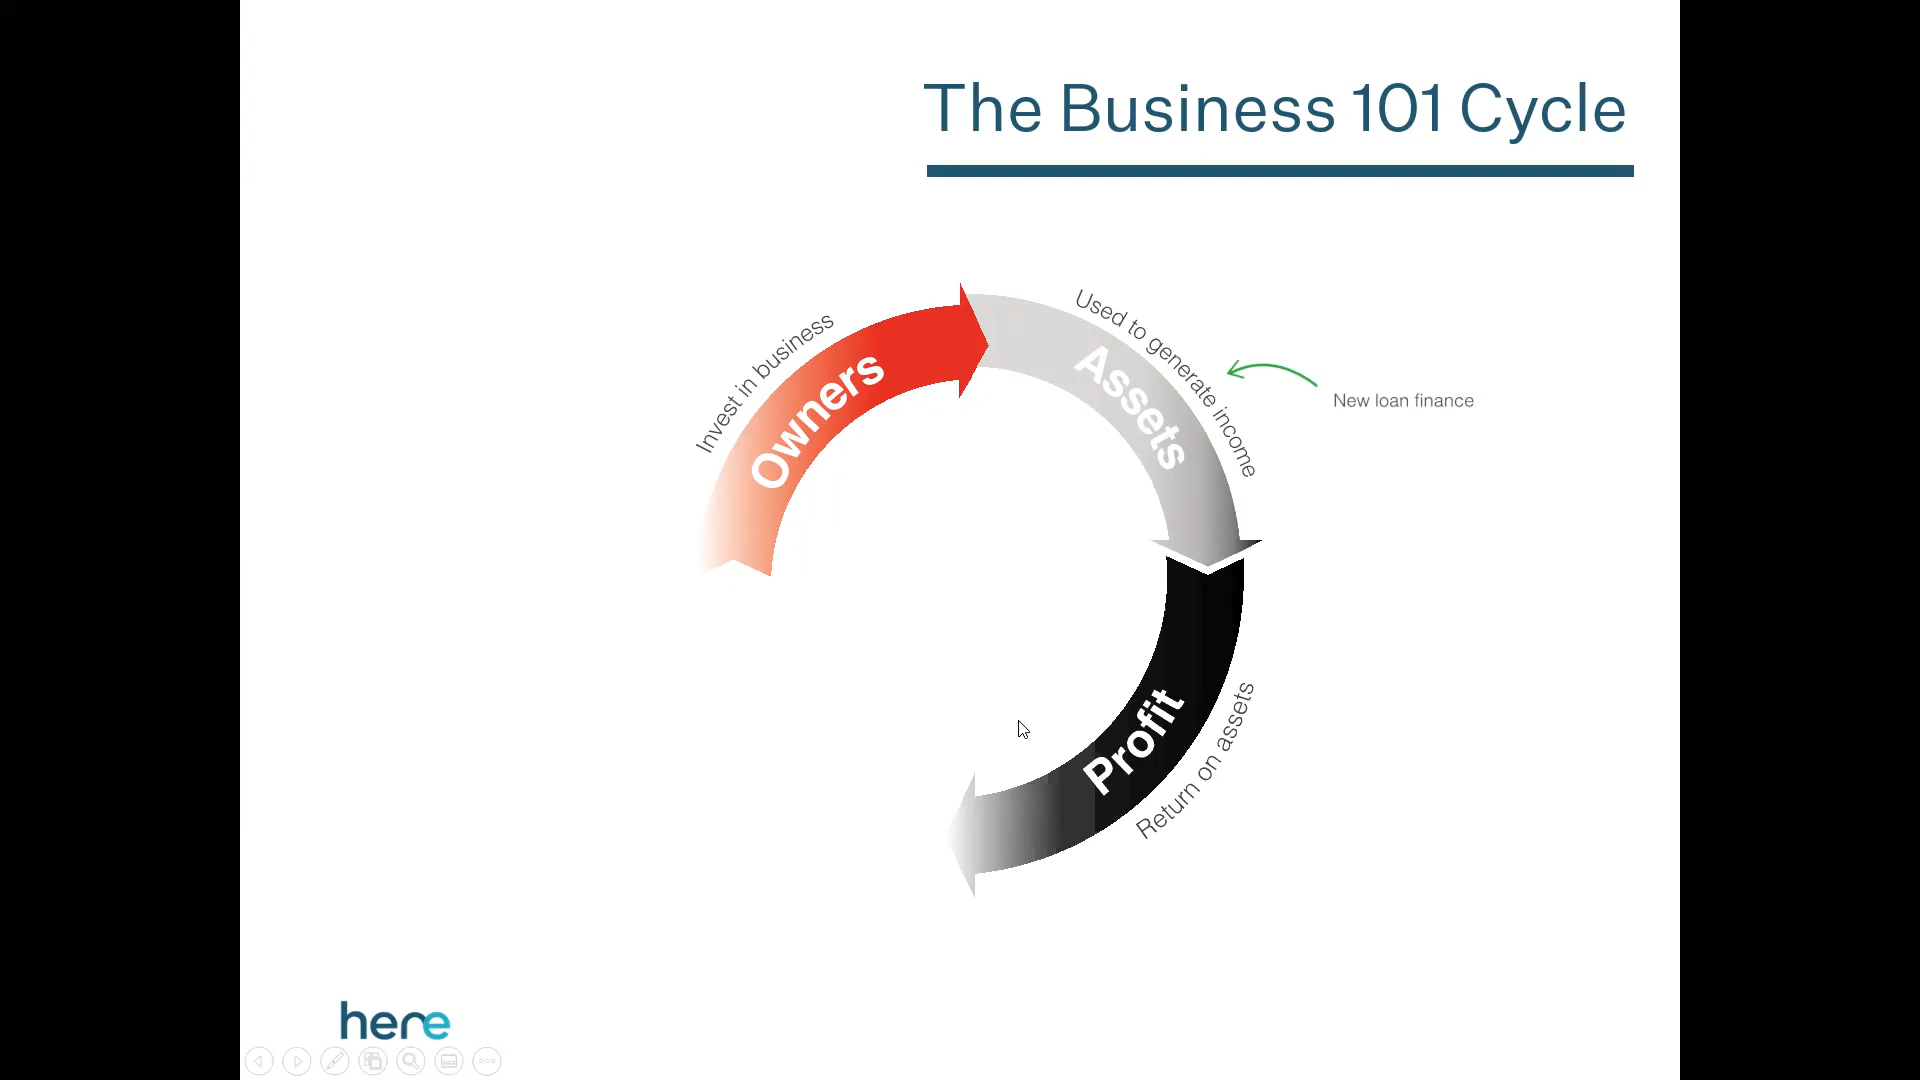 The Business 101 Cycle
Invest in business
Owners
Used to generate income
Assets
New loan finance
Profit
Return on assets
here